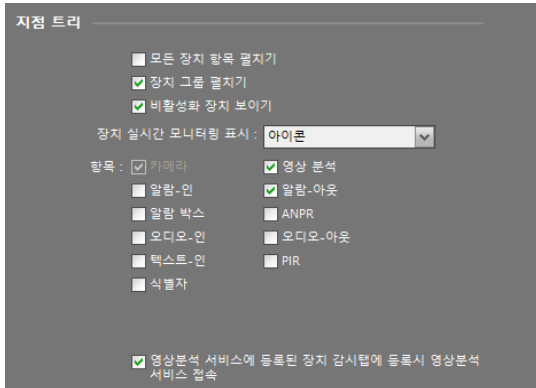 지점 트리
모든 장치 항목 펼치기
장치 그룹 펼치기
비활성화 장치 보이기
장치 실시간 모니터링 표시 : 아이콘
항목 : 카메라 영상 분석
알람-인 알람-아웃
알람 박스 ANPR
오디오-인 오디오-아웃
텍스트-인 PIR
식별자
영상분석 서비스에 등록된 장치 감시탭에 등록시 영상분석
서비스 접속